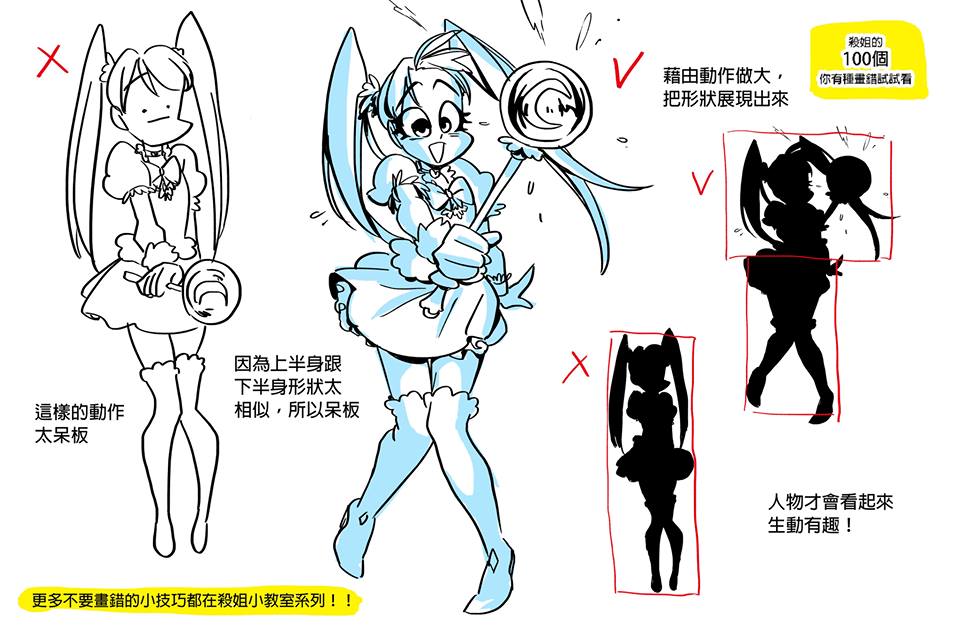 殺姐的
100個
你有種畫錯試試看
藉由動作做大，
把形狀展現出來
因為上半身跟
下半身形狀太
相似，所以呆板
這樣的動作
太呆板
人物才會看起來
生動有趣！
更多不要畫錯的小技巧都在殺姐小教室系列！！